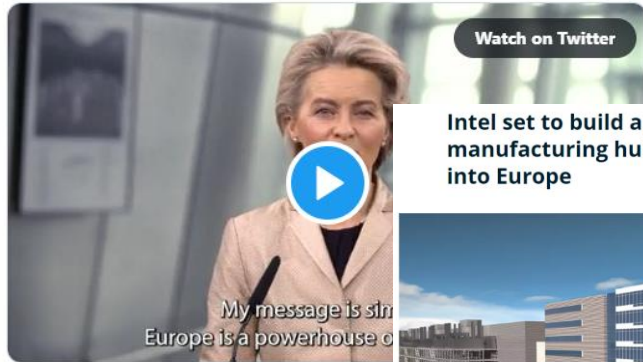 Watch on Twitter
Intel set to build a
manufacturing hu
into Europe
My message is sim
Europe is a powerhouse o